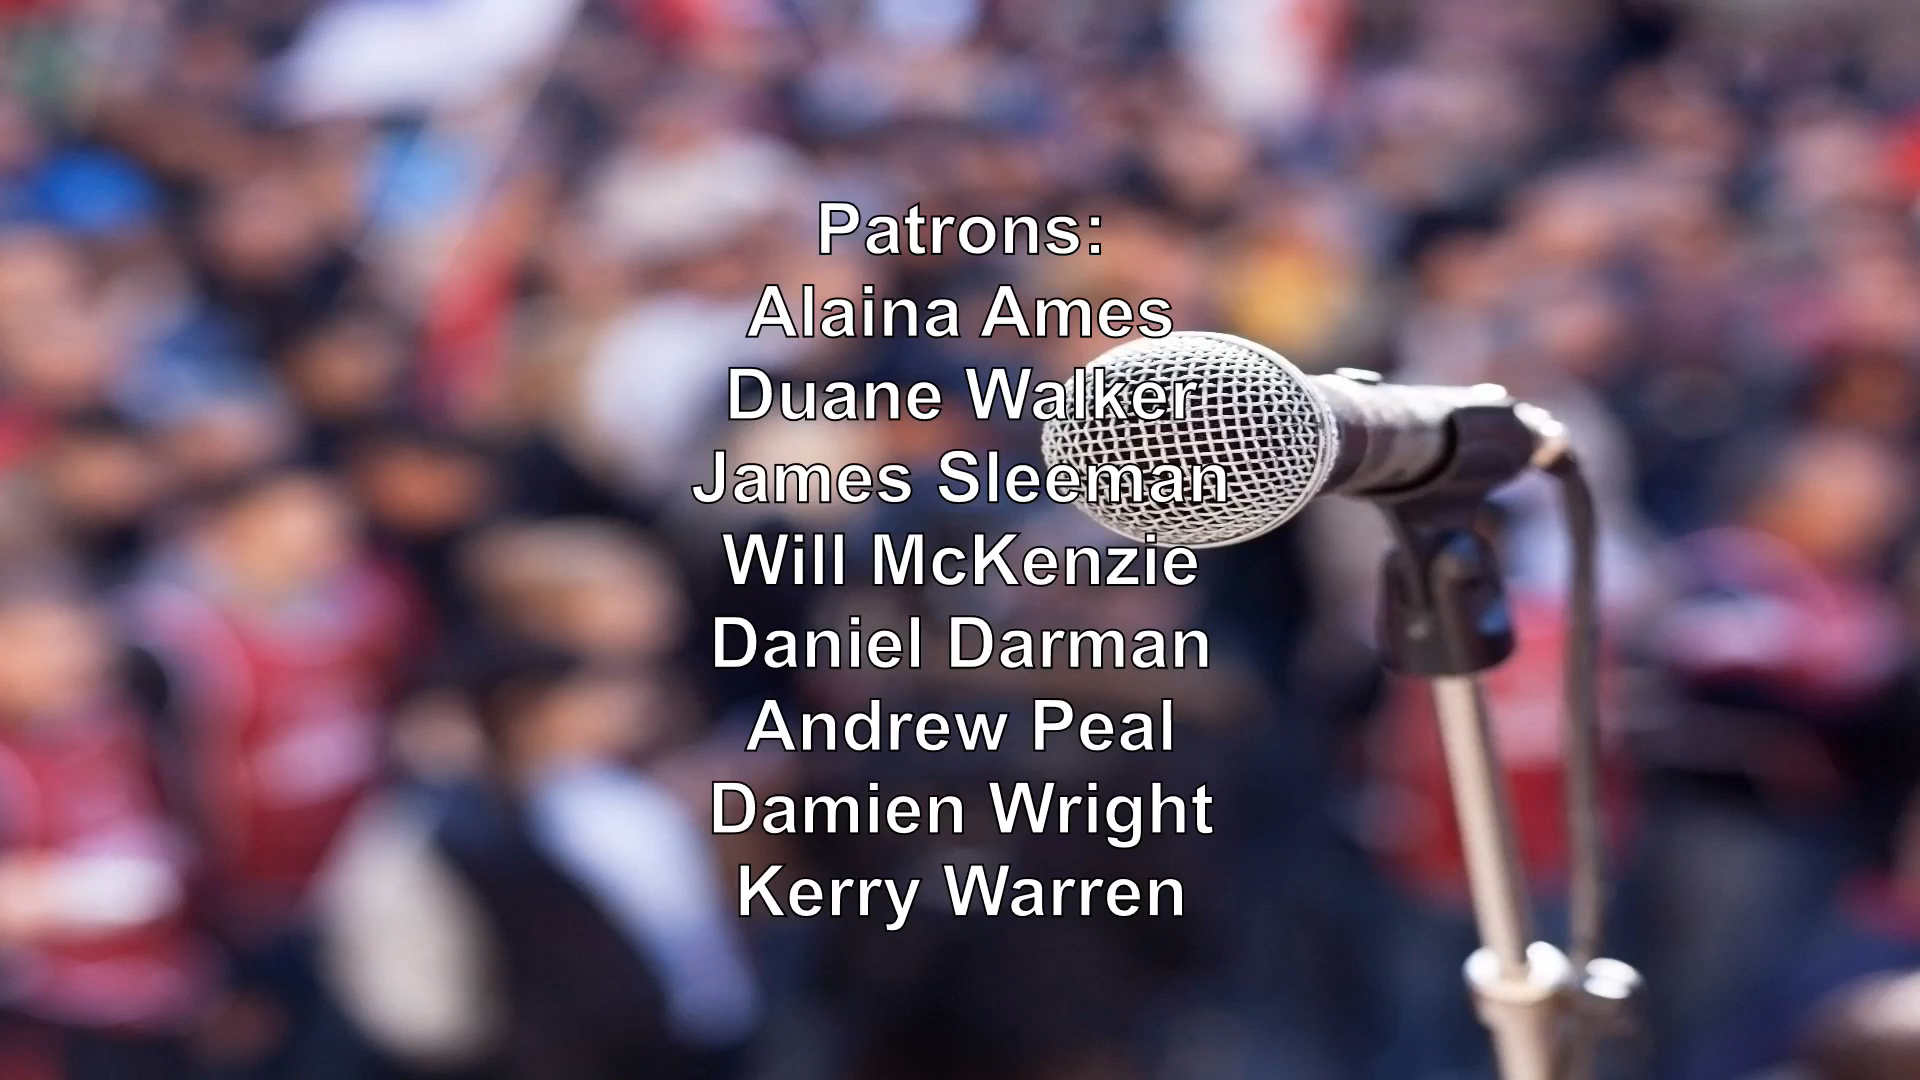 Patrons:
Alaina Ames
Duane Walker
James Sleeman
Will McKenzie
Daniel Darman
Andrew Peal
Damien Wright
Kerry Warren